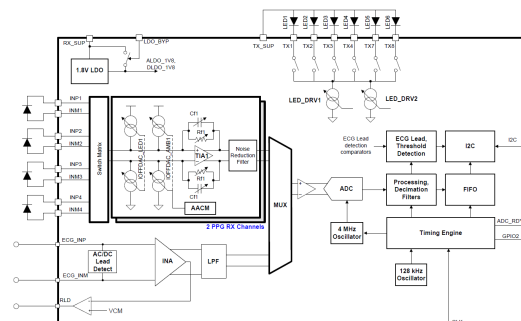 LED1
LED2
LED3
LED4
LED5
LED6
RX_SUP
LDO_BYP
TX_SUP
TX1
TX2
TX3
TX4
TX7
TX8
1.8V LDO
ALDO_1V8,
DLDO_1V8
LED_DRV1
LED_DRV2
INP1
INM1
INP2
INM2
INP3
INM3
INP4
INM4
Switch Matrix
IOFFDAC_LED1
IOFFDAC_AMB1
Cf1
Rf1
TIA1
Rf1
Cf1
AACM
Noise
Reduction
Filter
2 PPG RX Channels
MUX
ECG Lead
detection
comparators
ECG Lead,
Threshold
Detection
I2C
I2C
ADC
Processing,
Decimation
Filters
FIFO
4 MHz
Oscillator
Timing Engine
ADC_RDY
GPIO2
128 kHz
Oscillator
ECG_INP
AC/DC
Lead
Detect
ECG_INM
INA
LPF
RLD
VCM